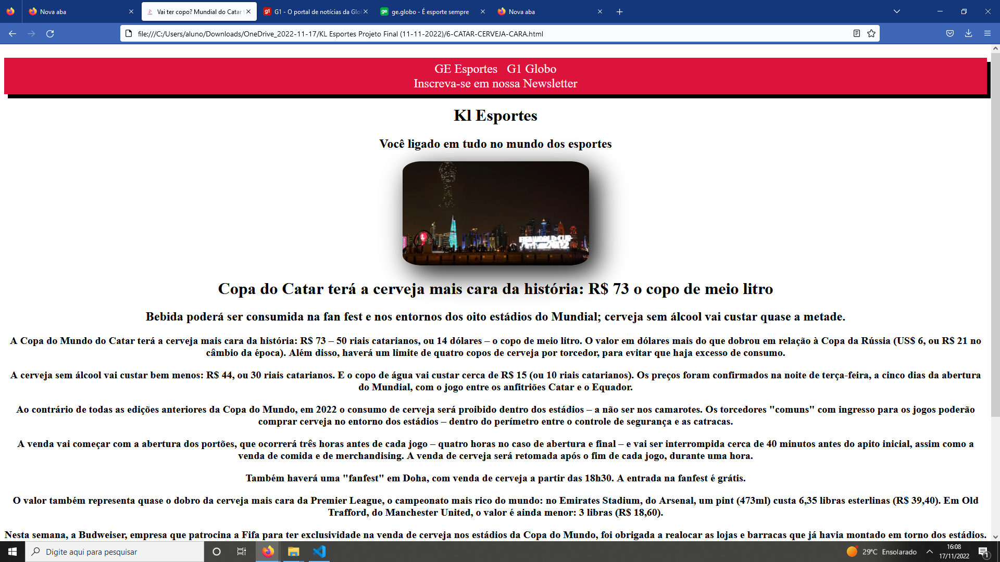 Nova aba
Vai ter copo? Mundial do Catar
G1 - O portal de notícias da Glo
ge.globo - É esporte sempre
Nova aba
file:///C:/Users/aluno/Downloads/OneDrive_2022-11-17/KL Esportes Projeto Final (11-11-2022)/6-CATAR-CERVEJA-CARA.html
GE Esportes G1 Globo
Inscreva-se em nossa Newsletter
Kl Esportes
Você ligado em tudo no mundo dos esportes
FIFA WORLD CUP
Copa do Catar terá a cerveja mais cara da história: R$ 73 o copo de meio litro
Bebida poderá ser consumida na fan fest e nos entornos dos oito estádios do Mundial; cerveja sem álcool vai custar quase a metade.
A Copa do Mundo do Catar terá a cerveja mais cara da história: R$ 73 – 50 riais catarianos, ou 14 dólares – o copo de meio litro. O valor em dólares mais do que dobrou em relação à Copa da Rússia (US$ 6, ou R$ 21 no
câmbio da época). Além disso, haverá um limite de quatro copos de cerveja por torcedor, para evitar que haja excesso de consumo.
A cerveja sem álcool vai custar bem menos: R$ 44, ou 30 riais catarianos. E o copo de água vai custar cerca de R$ 15 (ou 10 riais catarianos). Os preços foram confirmados na noite de terça-feira, a cinco dias da abertura
do Mundial, com o jogo entre os anfitriões Catar e o Equador.
Ao contrário de todas as edições anteriores da Copa do Mundo, em 2022 o consumo de cerveja será proibido dentro dos estádios – a não ser nos camarotes. Os torcedores "comuns" com ingresso para os jogos poderão
comprar cerveja no entorno dos estádios – dentro do perímetro entre o controle de segurança e as catracas.
A venda vai começar com a abertura dos portões, que ocorrerá três horas antes de cada jogo – quatro horas no caso de abertura e final – e vai ser interrompida cerca de 40 minutos antes do apito inicial, assim como a
venda de comida e de merchandising. A venda de cerveja será retomada após o fim de cada jogo, durante uma hora.
Também haverá uma "fanfest" em Doha, com venda de cerveja a partir das 18h30. A entrada na fanfest é grátis.
O valor também representa quase o dobro da cerveja mais cara da Premier League, o campeonato mais rico do mundo: no Emirates Stadium, do Arsenal, um pint (473ml) custa 6,35 libras esterlinas (R$ 39,40). Em Old
Trafford, do Manchester United, o valor é ainda menor: 3 libras (R$ 18,60).
Nesta semana, a Budweiser, empresa que patrocina a Fifa para ter exclusividade na venda de cerveja nos estádios da Copa do Mundo, foi obrigada a realocar as lojas e barracas que já havia montado em torno dos estádios.
Digite aqui para pesquisar
29°C Ensolarado
16:08
17/11/2022
1